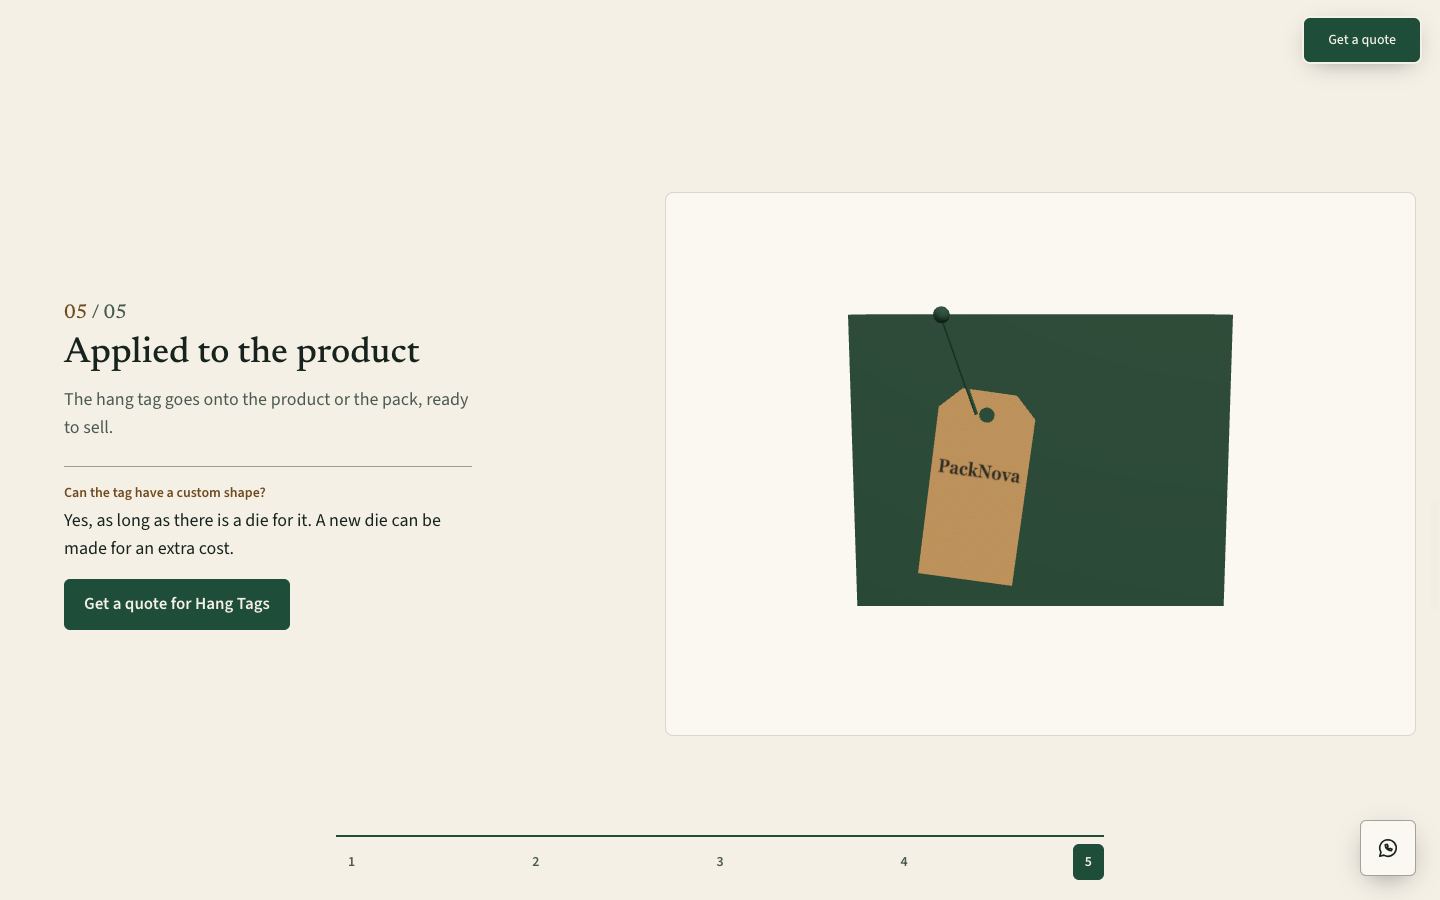 Get a quote
05 / 05
Applied to the product
The hang tag goes onto the product or the pack, ready
to sell.
Can the tag have a custom shape?
Yes, as long as there is a die for it. A new die can be
made for an extra cost.
Get a quote for Hang Tags
PackNova
1 2 3 4 5